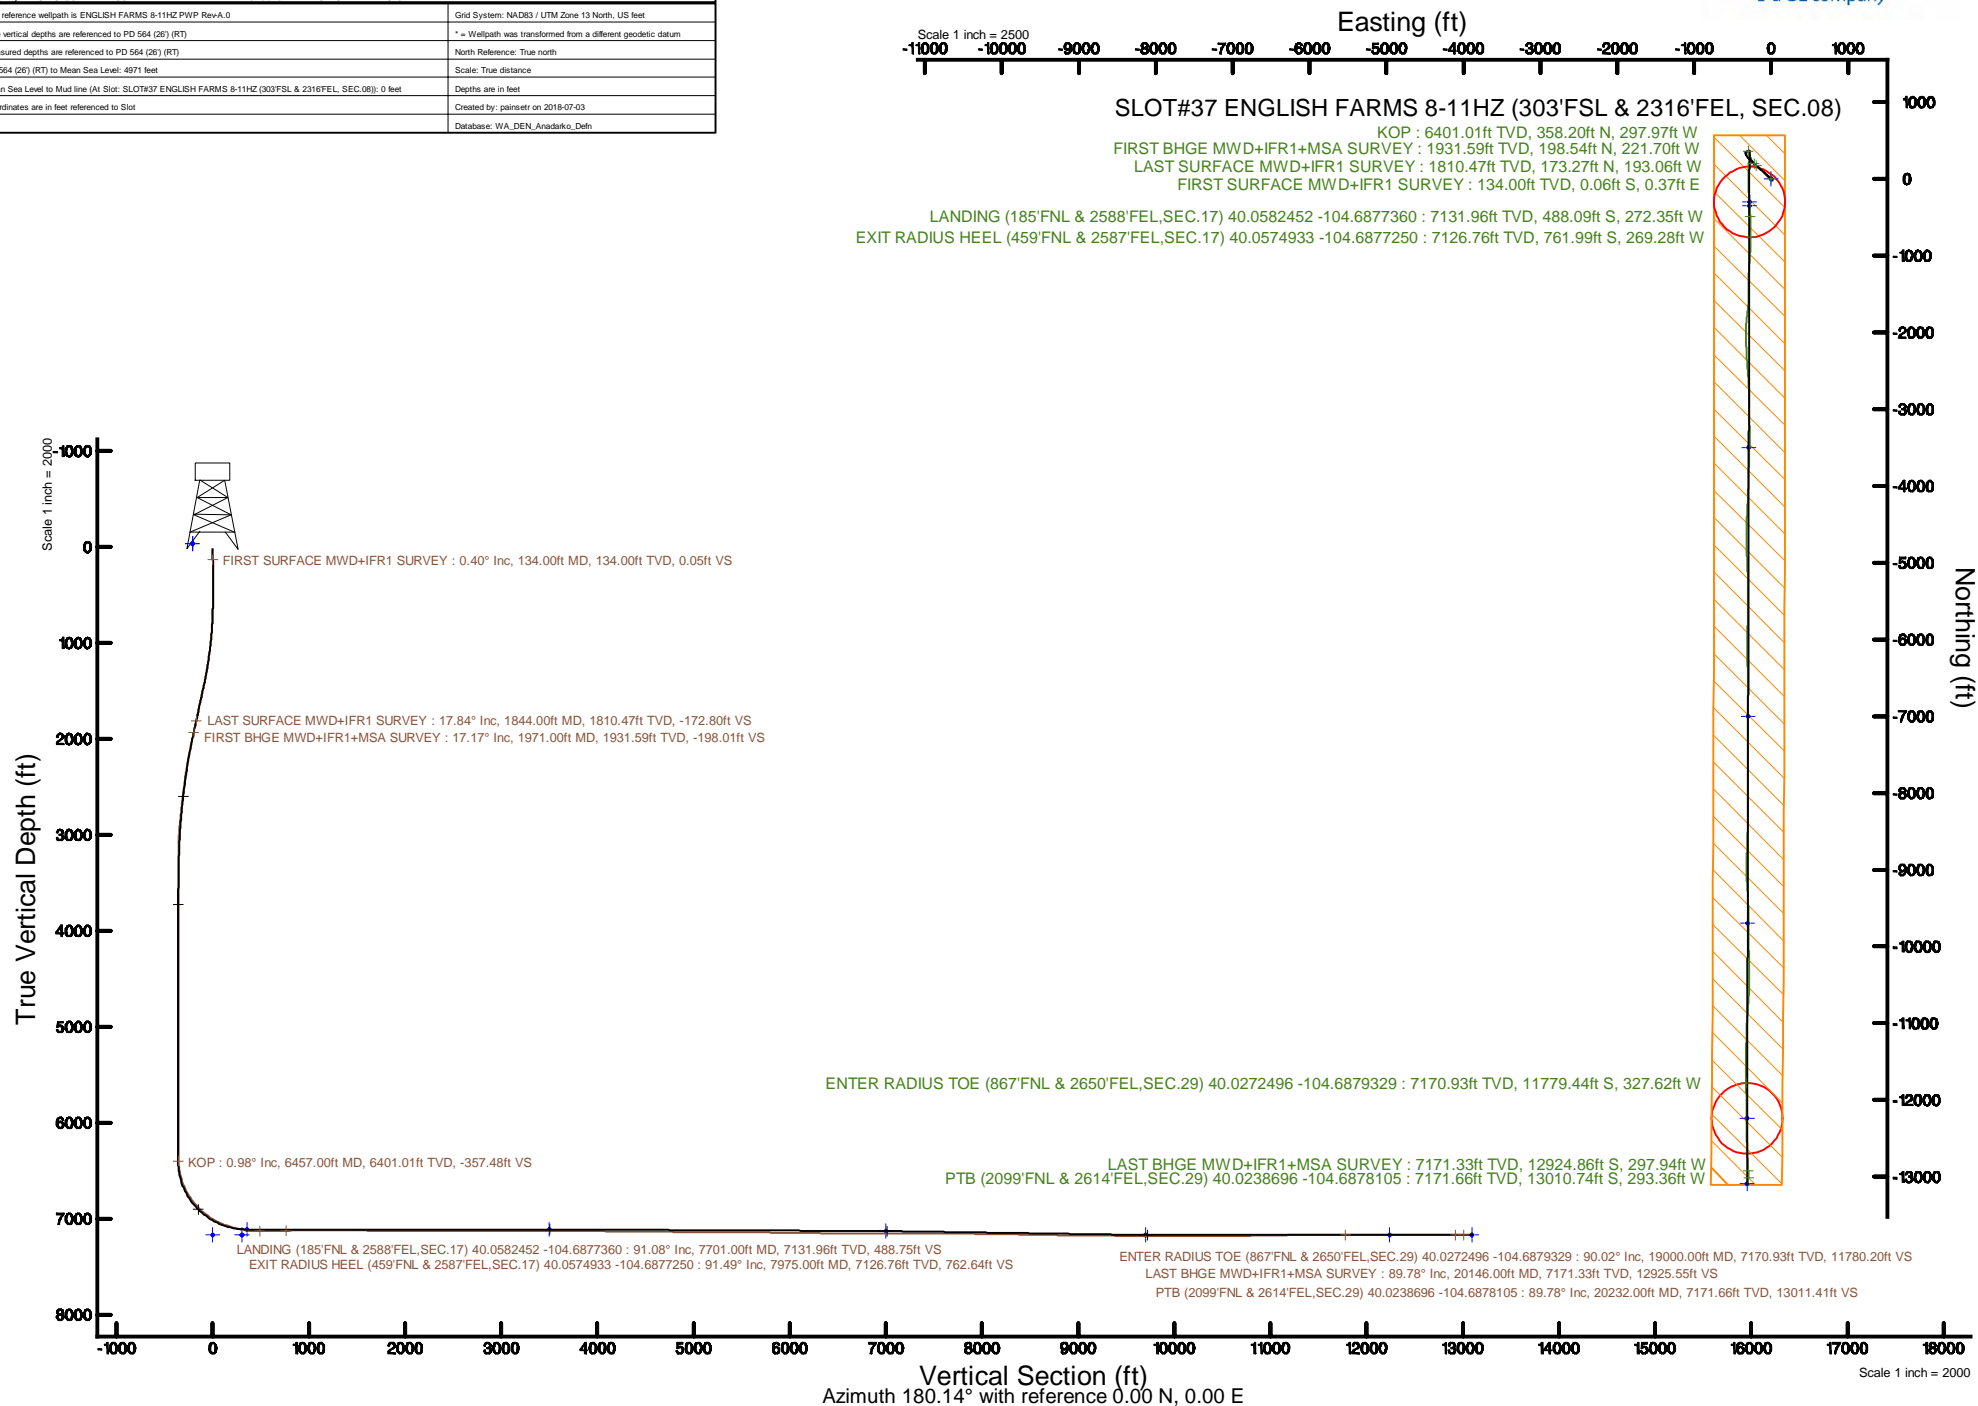 reference wellpath is ENGLISH FARMS 8-11HZ PWP Rev-A.0
Grid System: NAD83 / UTM Zone 13 North, US feet
vertical depths are referenced to PD 564 (26') (RT)
* = Wellpath was transformed from a different geodetic datum
depths are referenced to PD 564 (26') (RT)
North Reference: True north
564 (26') (RT) to Mean Sea Level: 4971 feet
Scale: True distance
Sea Level to Mud line (At Slot: SLOT#37 ENGLISH FARMS 8-11HZ (303'FSL & 2316'FEL, SEC.08)): 0 feet
Depths are in feet
are in feet referenced to Slot
Created by: painsetr on 2018-07-03
Database: WA_DEN_Anadarko_Defn
a GE company
Easting (ft)
Scale 1 inch = 2500
-11000 -10000 -9000 -8000 -7000 -6000 -5000 -4000 -3000 -2000 -1000 0 1000
SLOT#37 ENGLISH FARMS 8-11HZ (303'FSL & 2316'FEL, SEC.08)
KOP : 6401.01ft TVD, 358.20ft N, 297.97ft W
FIRST BHGE MWD+IFR1+MSA SURVEY : 1931.59ft TVD, 198.54ft N, 221.70ft W
LAST SURFACE MWD+IFR1 SURVEY : 1810.47ft TVD, 173.27ft N, 193.06ft W
FIRST SURFACE MWD+IFR1 SURVEY : 134.00ft TVD, 0.06ft S, 0.37ft E
LANDING (185'FNL & 2588'FEL,SEC.17) 40.0582452 -104.6877360 : 7131.96ft TVD, 488.09ft S, 272.35ft W
EXIT RADIUS HEEL (459'FNL & 2587'FEL,SEC.17) 40.0574933 -104.6877250 : 7126.76ft TVD, 761.99ft S, 269.28ft W
ENTER RADIUS TOE (867'FNL & 2650'FEL,SEC.29) 40.0272496 -104.6879329 : 7170.93ft TVD, 11779.44ft S, 327.62ft W
LAST BHGE MWD+IFR1+MSA SURVEY : 7171.33ft TVD, 12924.86ft S, 297.94ft W
PTB (2099'FNL & 2614'FEL,SEC.29) 40.0238696 -104.6878105 : 7171.66ft TVD, 13010.74ft S, 293.36ft W
1000
0
-1000
-2000
-3000
-4000
-5000
-6000
-7000
-8000
-9000
-10000
-11000
-12000
-13000
Northing (ft)
Scale 1 inch = 2000
True Vertical Depth (ft)
-1000
0
1000
2000
3000
4000
5000
6000
7000
8000
FIRST SURFACE MWD+IFR1 SURVEY : 0.40° Inc, 134.00ft MD, 134.00ft TVD, 0.05ft VS
LAST SURFACE MWD+IFR1 SURVEY : 17.84° Inc, 1844.00ft MD, 1810.47ft TVD, -172.80ft VS
FIRST BHGE MWD+IFR1+MSA SURVEY : 17.17° Inc, 1971.00ft MD, 1931.59ft TVD, -198.01ft VS
KOP : 0.98° Inc, 6457.00ft MD, 6401.01ft TVD, -357.48ft VS
LANDING (185'FNL & 2588'FEL,SEC.17) 40.0582452 -104.6877360 : 91.08° Inc, 7701.00ft MD, 7131.96ft TVD, 488.75ft VS
EXIT RADIUS HEEL (459'FNL & 2587'FEL,SEC.17) 40.0574933 -104.6877250 : 91.49° Inc, 7975.00ft MD, 7126.76ft TVD, 762.64ft VS
ENTER RADIUS TOE (867'FNL & 2650'FEL,SEC.29) 40.0272496 -104.6879329 : 90.02° Inc, 19000.00ft MD, 7170.93ft TVD, 11780.20ft VS
LAST BHGE MWD+IFR1+MSA SURVEY : 89.78° Inc, 20146.00ft MD, 7171.33ft TVD, 12925.55ft VS
PTB (2099'FNL & 2614'FEL,SEC.29) 40.0238696 -104.6878105 : 89.78° Inc, 20232.00ft MD, 7171.66ft TVD, 13011.41ft VS
-1000 0 1000 2000 3000 4000 5000 6000 7000 8000 9000 10000 11000 12000 13000 14000 15000 16000 17000 18000
Vertical Section (ft)
Azimuth 180.14° with reference 0.00 N, 0.00 E
Scale 1 inch = 2000